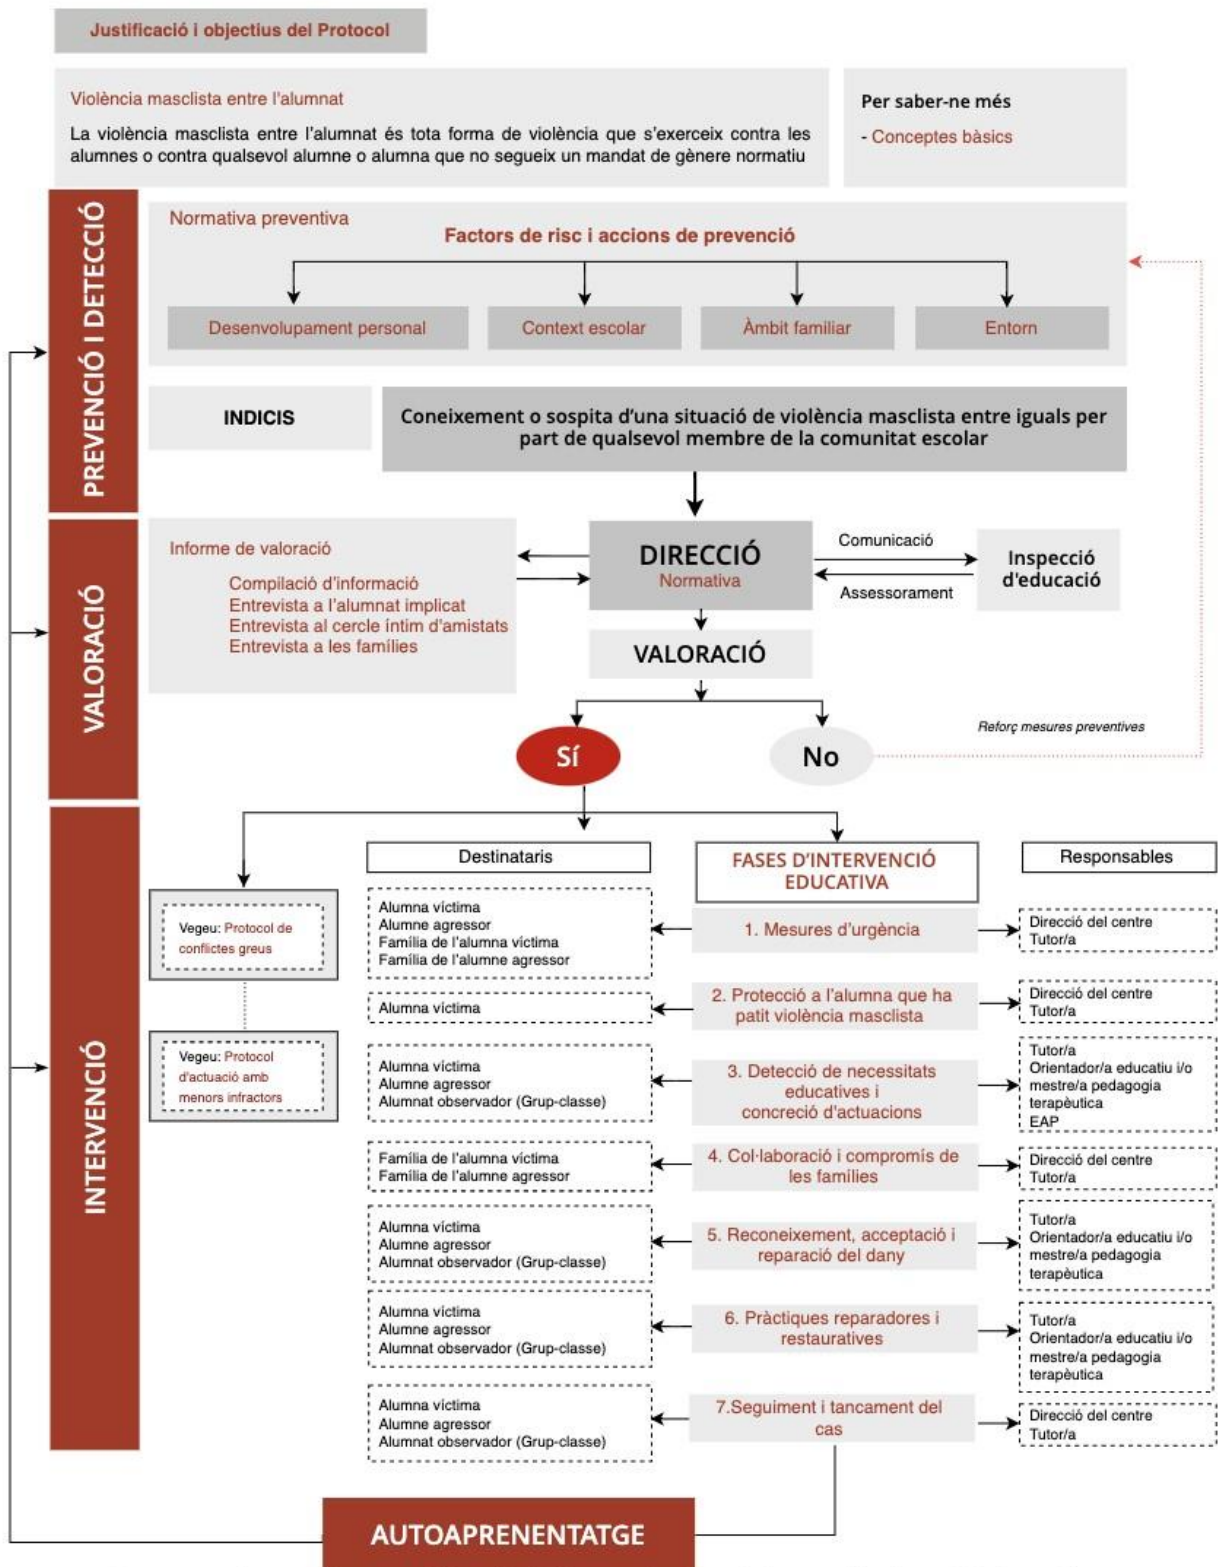 Justificació i objectius del Protocol
Violència masclista entre l'alumnat
La violència masclista entre l'alumnat és tota forma de violència que s'exerceix contra les
alumnes o contra qualsevol alumne o alumna que no segueix un mandat de gènere normatiu
Per saber-ne més
- Conceptes bàsics
PREVENCIÓ I DETECCIÓ
Normativa preventiva
Factors de risc i accions de prevenció
Desenvolupament personal
Context escolar
Àmbit familiar
Entorn
INDICIS
Coneixement o sospita d'una situació de violència masclista entre iguals per
part de qualsevol membre de la comunitat escolar
VALORACIÓ
Informe de valoració
Compilació d'informació
Entrevista a l'alumnat implicat
Entrevista al cercle íntim d'amistats
Entrevista a les famílies
DIRECCIÓ
Normativa
Comunicació
Assessorament
Inspecció
d'educació
VALORACIÓ
Sí
No
Reforç mesures preventives
INTERVENCIÓ
Vegeu: Protocol de
conflictes greus
Vegeu: Protocol
d'actuació amb
menors infractors
Destinataris
FASES D'INTERVENCIÓ
EDUCATIVA
Responsables
Alumna víctima
Alumne agressor
Família de l'alumna víctima
Família de l'alumne agressor
1. Mesures d'urgència
Direcció del centre
Tutor/a
Alumna víctima
2. Protecció a l'alumna que ha
patit violència masclista
Direcció del centre
Tutor/a
Alumna víctima
Alumne agressor
Alumnat observador (Grup-classe)
3. Detecció de necessitats
educatives i
concreció d'actuacions
Tutor/a
Orientador/a educatiu i/o
mestre/a pedagogia
terapèutica
EAP
Família de l'alumna víctima
Família de l'alumne agressor
4. Col·laboració i compromís de
les famílies
Direcció del centre
Tutor/a
Alumna víctima
Alumne agressor
Alumnat observador (Grup-classe)
5. Reconeixement, acceptació i
reparació del dany
Tutor/a
Orientador/a educatiu i/o
mestre/a pedagogia
terapèutica
Alumna víctima
Alumne agressor
Alumnat observador (Grup-classe)
6. Pràctiques reparadores i
restauratives
Tutor/a
Orientador/a educatiu i/o
mestre/a pedagogia
terapèutica
Alumna víctima
Alumne agressor
Alumnat observador (Grup-classe)
7.Seguiment i tancament del
cas
Direcció del centre
Tutor/a
AUTOAPRENENTATGE